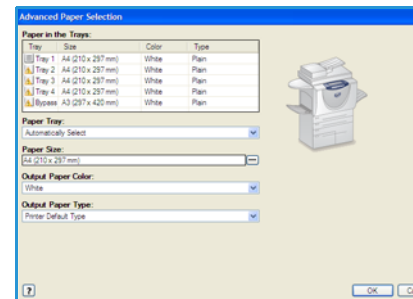 Advanced Paper Selection
Paper in the Trays:
Tray Size Color Type
Tray 1 A4 (210 x 297 mm) White Plain
Tray 2 A4 (210 x 297 mm) White Plain
Tray 3 A4 (210 x 297 mm) White Plain
Tray 4 A4 (210 x 297 mm) White Plain
Bypass A3 (297 x 420 mm) White Plain
Paper Tray:
Automatically Select
Paper Size:
A4 (210 x 297 mm)
Output Paper Color:
White
Output Paper Type:
Printer Default Type
?
OK